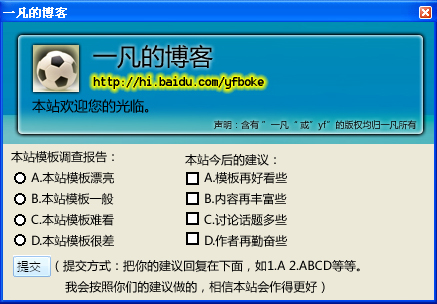 一凡的博客
一凡的博客
http://hi.baidu.com/yfboke
本站欢迎您的光临。
声明：含有＂一凡＂或＂yf＂的版权均归一凡所有
本站模板调查报告：
A.本站模板漂亮
B.本站模板一般
C.本站模板难看
D.本站模板很差
本站今后的建议：
A.模板再好看些
B.内容再丰富些
C.讨论话题多些
D.作者再勤奋些
提交
（提交方式：把你的建议回复在下面，如1.A 2.ABCD等等。
我会按照你们的建议做的，相信本站会作得更好）